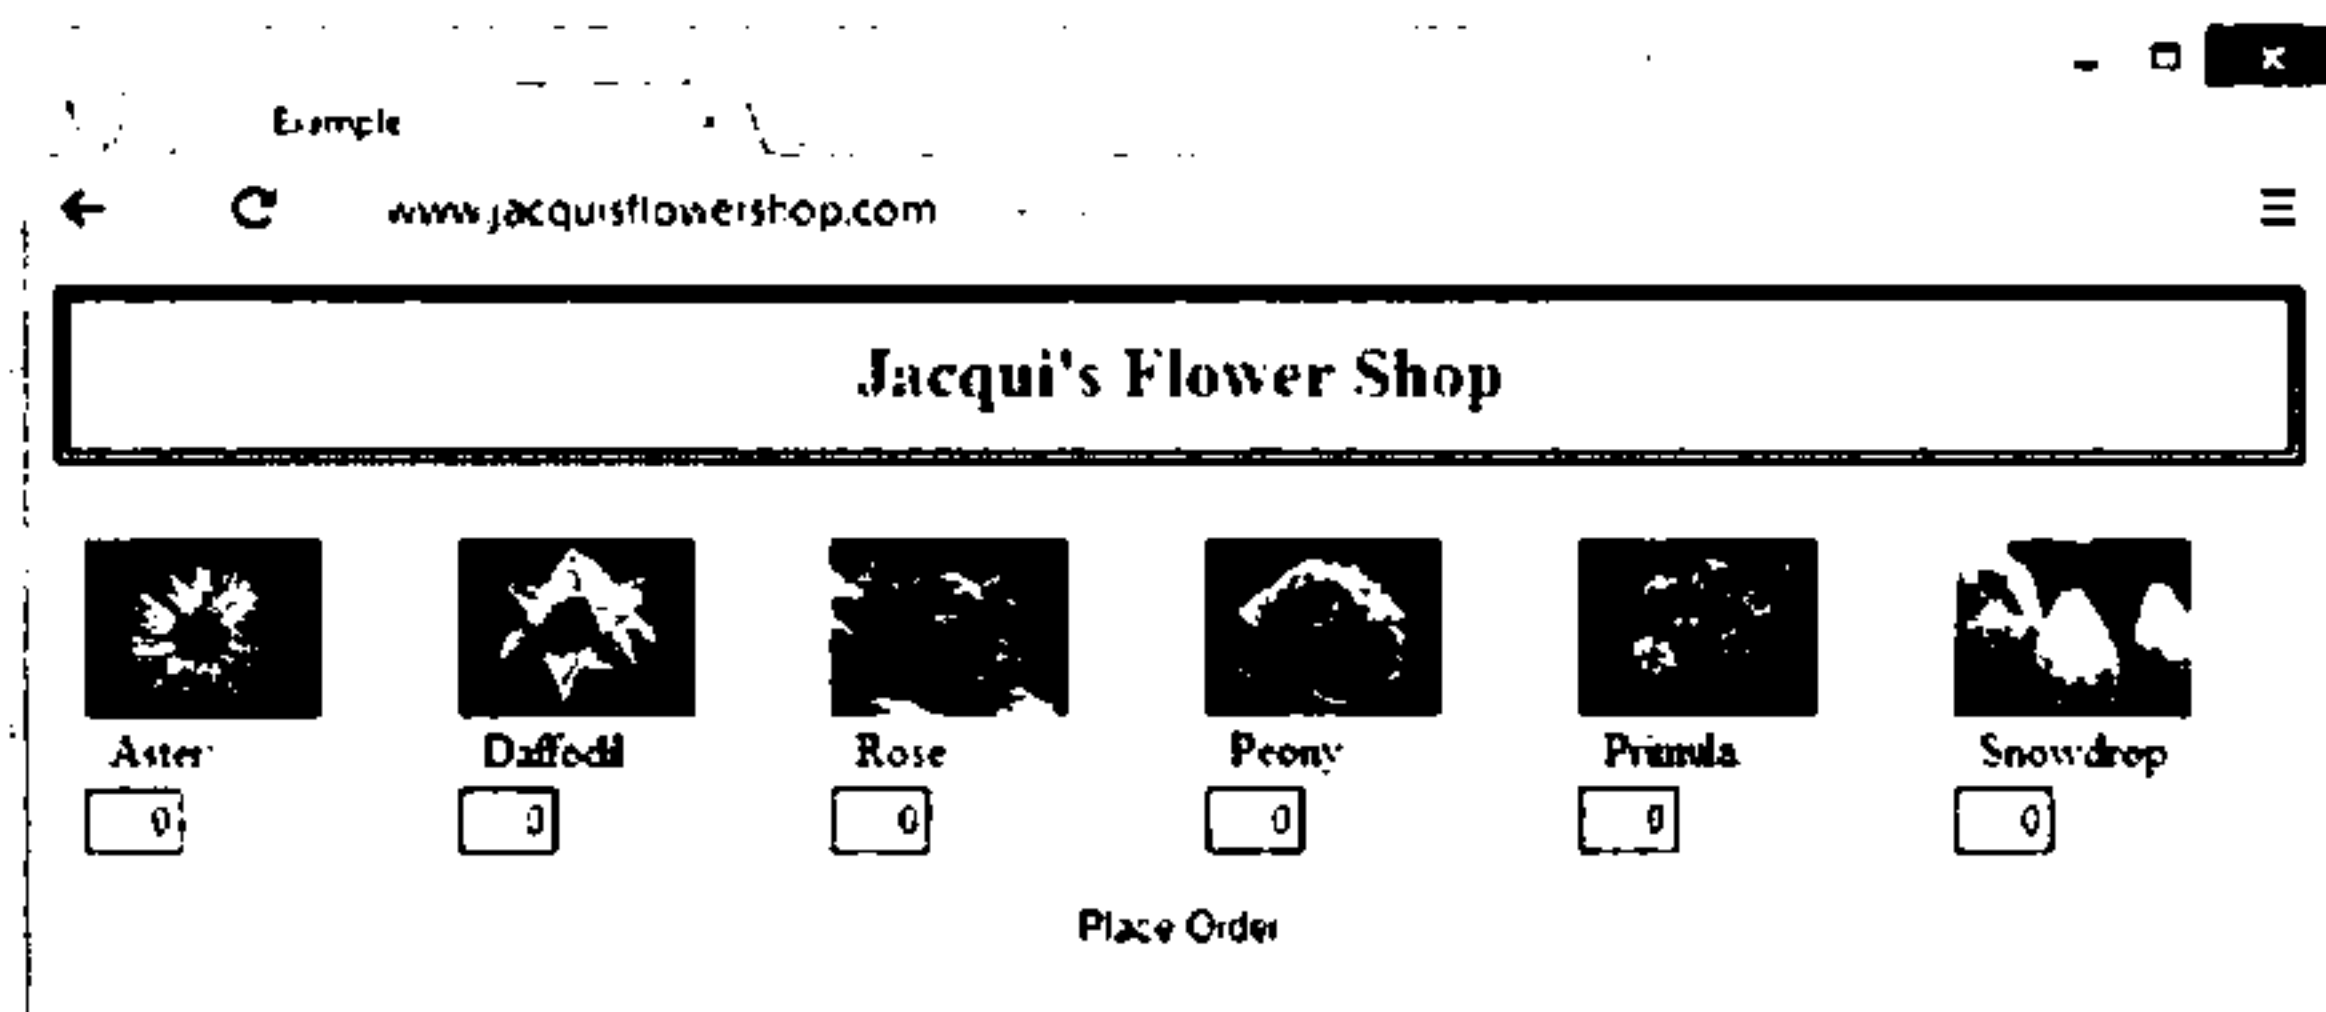 Example
www.jacquisflowershop.com
Jacqui's Flower Shop
Aster Daffodil Rose Peony Primula Snowdrop
0 0 0 0 0 0
Place Order